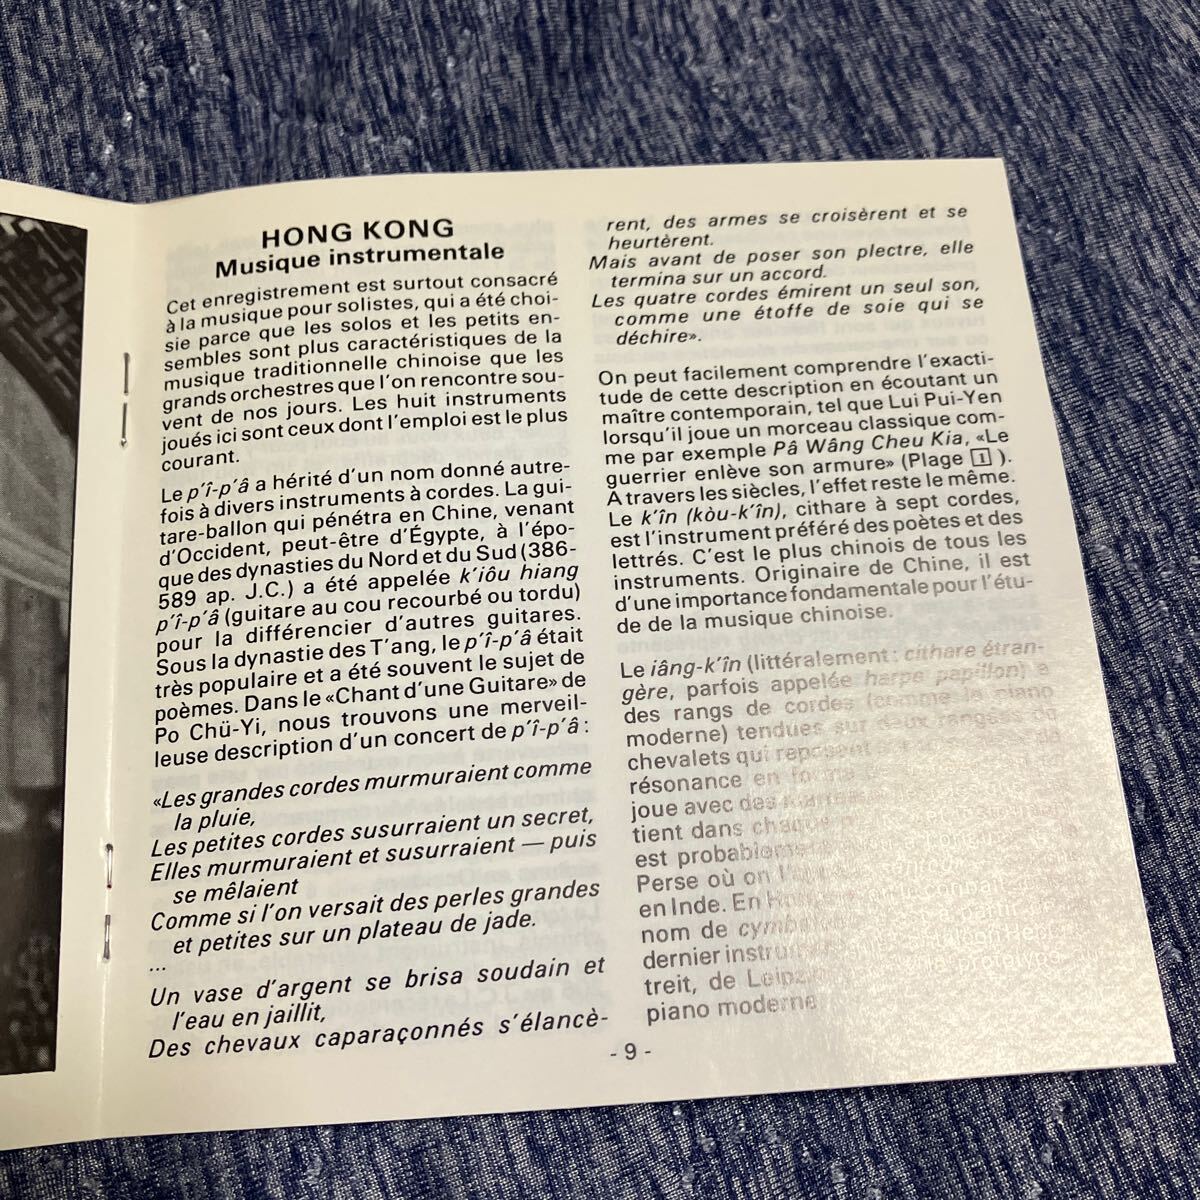 HONG KONG
Musique instrumentale
Cet enregistrement est surtout consacré
à la musique pour solistes, qui a été choi-
sie parce que les solos et les petits en-
sembles sont plus caractéristiques de la
musique traditionnelle chinoise que les
grands orchestres que l'on rencontre sou-
vent de nos jours. Les huit instruments
joués ici sont ceux dont l'emploi est le plus
courant.
Le p'î-p'â a hérité d'un nom donné autre-
fois à divers instruments à cordes. La gui-
tare-ballon qui pénétra en Chine, venant
d'Occident, peut-être d'Égypte, à l'épo-
que des dynasties du Nord et du Sud (386-
589 ap. J.C.) a été appelée k'iôu hiang
p'î-p'â (guitare au cou recourbé ou tordu)
pour la différencier d'autres guitares.
Sous la dynastie des T'ang, le p'î-p'â était
très populaire et a été souvent le sujet de
poèmes. Dans le «Chant d'une Guitare» de
Po Chü-Yi, nous trouvons une merveil-
leuse description d'un concert de p'î-p'â :
«Les grandes cordes murmuraient comme
la pluie,
Les petites cordes susurraient un secret,
Elles murmuraient et susurraient — puis
se mêlaient
Comme si l'on versait des perles grandes
et petites sur un plateau de jade.
...
Un vase d'argent se brisa soudain et
l'eau en jaillit,
Des chevaux caparaçonnés s'élancè-
rent, des armes se croisèrent et se
heurtèrent.
Mais avant de poser son plectre, elle
termina sur un accord.
Les quatre cordes émirent un seul son,
comme une étoffe de soie qui se
déchire».
On peut facilement comprendre l'exacti-
tude de cette description en écoutant un
maître contemporain, tel que Lui Pui-Yen
lorsqu'il joue un morceau classique com-
me par exemple Pâ Wâng Cheu Kia, «Le
guerrier enlève son armure» (Plage 1 ).
A travers les siècles, l'effet reste le même.
Le k'în (kòu-k'în), cithare à sept cordes,
est l'instrument préféré des poètes et des
lettrés. C'est le plus chinois de tous les
instruments. Originaire de Chine, il est
d'une importance fondamentale pour l'étu-
de de la musique chinoise.
Le iâng-k'în (littéralement : cithare étran-
gère, parfois appelée harpe papillon) a
des rangs de cordes (comme le piano
moderne) tendues sur deux rangées de
chevalets qui reposent
résonance en forme
joue avec des
tient dans chaque
est probablement
Perse où on l'
en Inde. En
nom de
dernier
treit, de
piano moderne
- 9 -